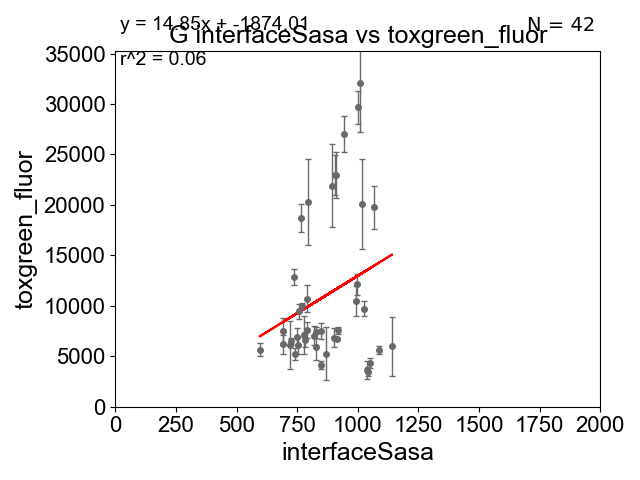 y = 14.85x + -1874.01
N = 42
G interfaceSasa vs toxgreen_fluor
r^2 = 0.06
35000
30000
25000
20000
15000
10000
5000
0
toxgreen_fluor
0 250 500 750 1000 1250 1500 1750 2000
interfaceSasa